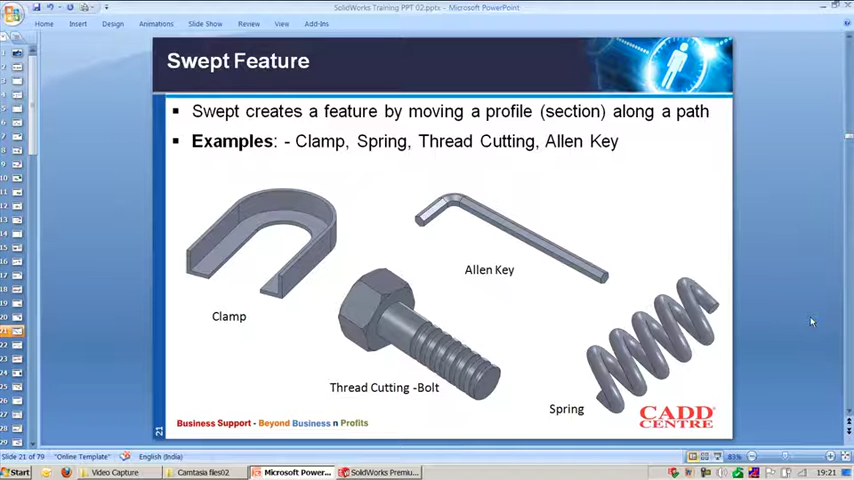 SolidWorks Training PPT 02.pptx - Microsoft PowerPoint
Home Insert Design Animations Slide Show Review View Add-Ins
Swept Feature
Swept creates a feature by moving a profile (section) along a path
Examples: - Clamp, Spring, Thread Cutting, Allen Key
Allen Key
Clamp
Thread Cutting -Bolt
Spring
21
Business Support - Beyond Business n Profits
CADD
CENTRE
Slide 21 of 79 "Online Template" English (India) 83%
Start Video Capture Camtasia files02 Microsoft Power... SolidWorks Premiu... 19:21